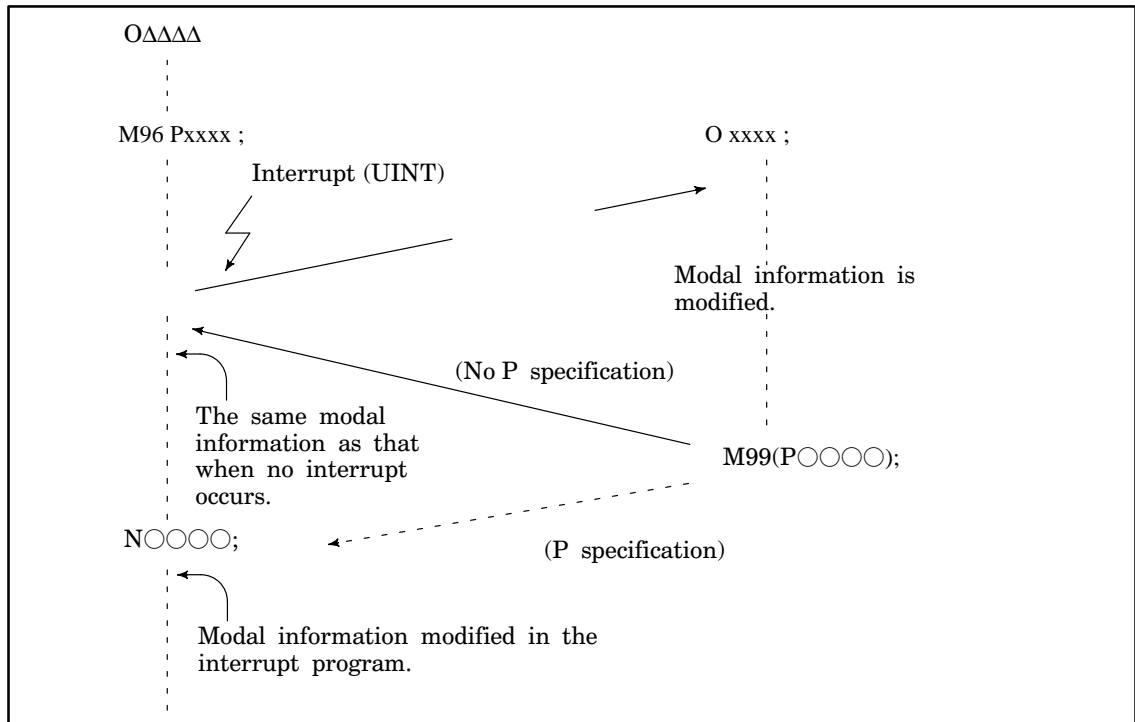 OΔΔΔΔ
M96 Pxxxx ;
O xxxx ;
Interrupt (UINT)
Modal information is
modified.
(No P specification)
The same modal
information as that
when no interrupt
occurs.
M99(P○○○○);
N○○○○;
(P specification)
Modal information modified in the
interrupt program.